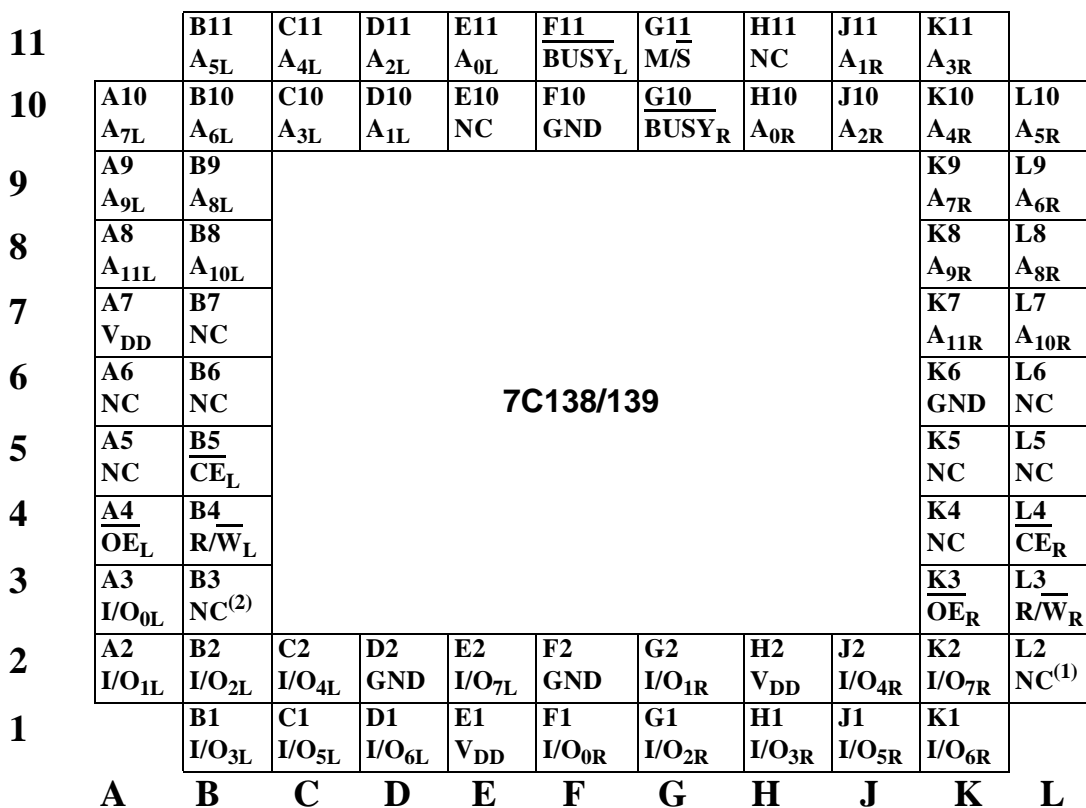 11 B11 C11 D11 E11 F11 G11 H11 J11 K11
A5L A4L A2L A0L BUSYL M/S NC A1R A3R
10 A10 B10 C10 D10 E10 F10 G10 H10 J10 K10 L10
A7L A6L A3L A1L NC GND BUSYR A0R A2R A4R A5R
9 A9 B9 K9 L9
A9L A8L A7R A6R
8 A8 B8 K8 L8
A11L A10L A9R A8R
7 A7 B7 K7 L7
VDD NC A11R A10R
6 A6 B6 K6 L6
NC NC 7C138/139 GND NC
5 A5 B5 K5 L5
NC CEL NC NC
4 A4 B4 K4 L4
OEL R/WL NC CER
3 A3 B3 K3 L3
I/O0L NC(2) OER R/WR
2 A2 B2 C2 D2 E2 F2 G2 H2 J2 K2 L2
I/O1L I/O2L I/O4L GND I/O7L GND I/O1R VDD I/O4R I/O7R NC(1)
1 B1 C1 D1 E1 F1 G1 H1 J1 K1
I/O3L I/O5L I/O6L VDD I/O0R I/O2R I/O3R I/O5R I/O6R
A B C D E F G H J K L